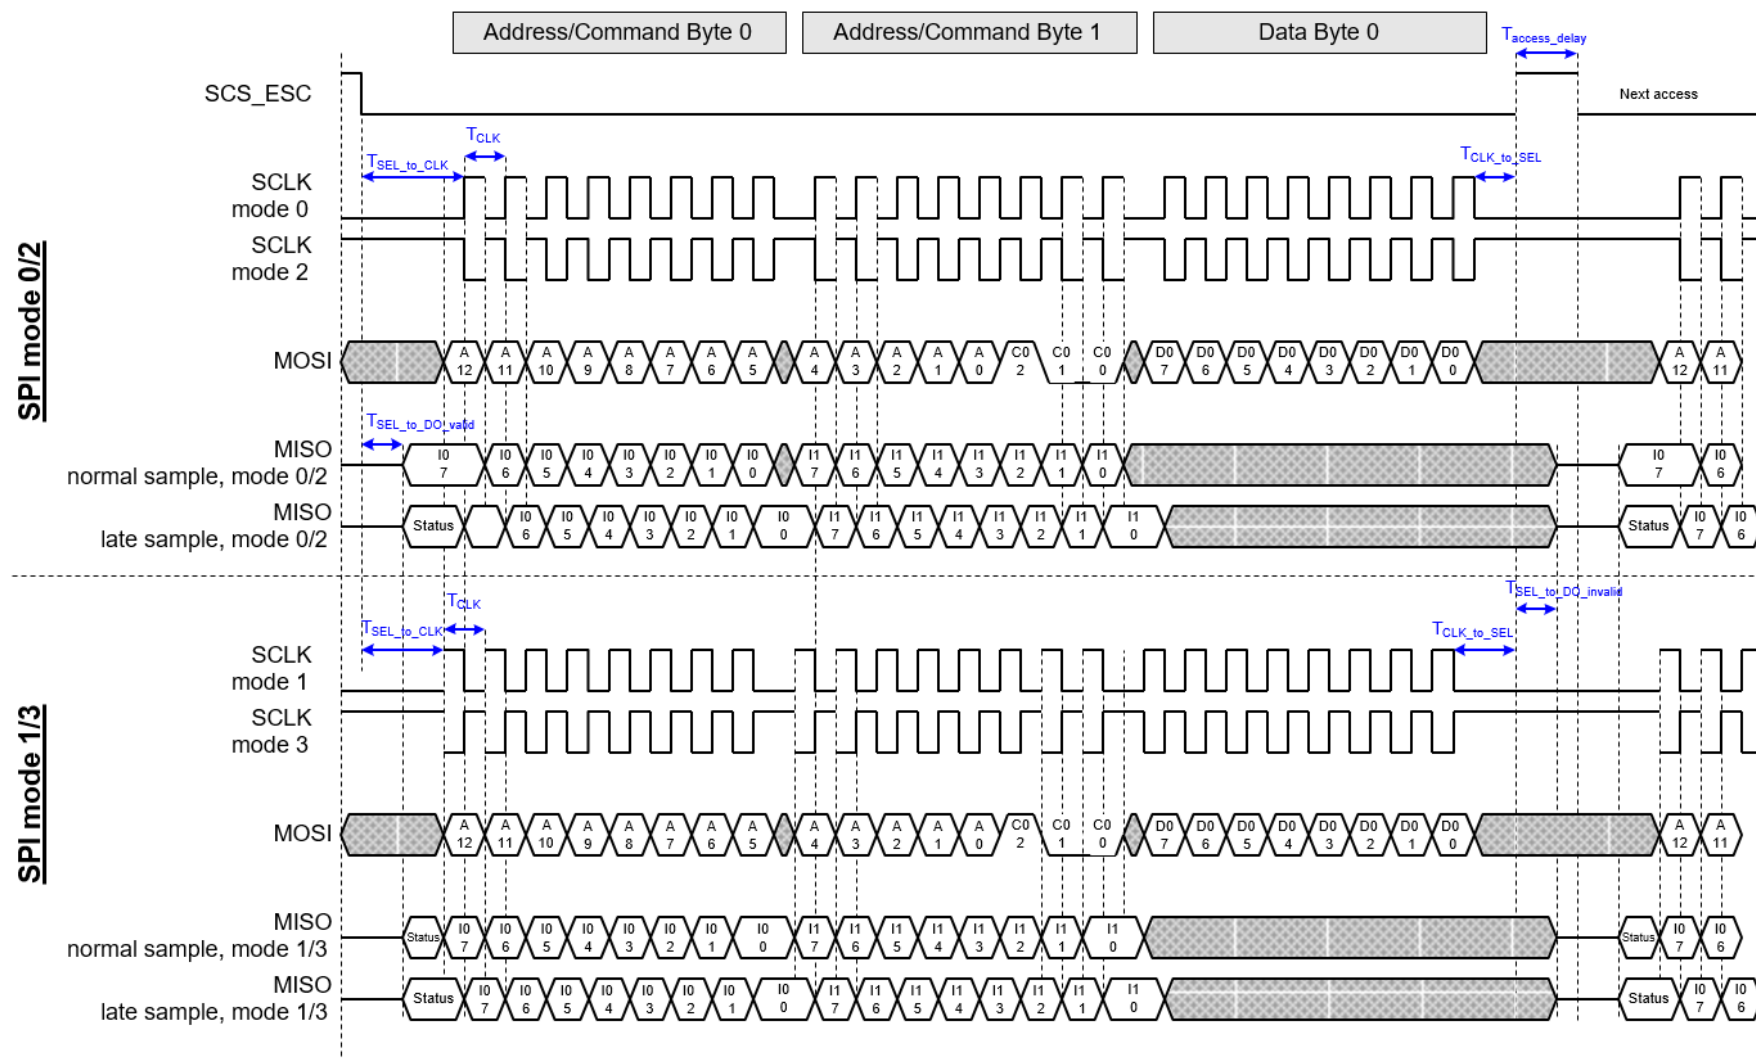 Address/Command Byte 0 Address/Command Byte 1 Data Byte 0
Taccess_delay
SCS_ESC Next access
TCLK
TSEL_to_CLK TCLK_to_SEL
SPI mode 0/2
SCLK
mode 0
SCLK
mode 2
MOSI
A A A A A A A A A A A A A C0 C0 C0 D0 D0 D0 D0 D0 D0 D0 D0 A A
12 11 10 9 8 7 6 5 4 3 2 1 0 2 1 0 7 6 5 4 3 2 1 0 12 11
TSEL_to_DO_valid
MISO
normal sample, mode 0/2
I0 I0 I0 I0 I0 I0 I0 I0 I1 I1 I1 I1 I1 I1 I1 I1 I0 I0
7 6 5 4 3 2 1 0 7 6 5 4 3 2 1 0 7 6
MISO
late sample, mode 0/2
Status I0 I0 I0 I0 I0 I0 I0 I1 I1 I1 I1 I1 I1 I1 I1 Status I0 I0
6 5 4 3 2 1 0 7 6 5 4 3 2 1 0 7 6
TSEL_to_DO_invalid
TCLK
TSEL_to_CLK TCLK_to_SEL
SPI mode 1/3
SCLK
mode 1
SCLK
mode 3
MOSI
A A A A A A A A A A A A A C0 C0 C0 D0 D0 D0 D0 D0 D0 D0 D0 A A
12 11 10 9 8 7 6 5 4 3 2 1 0 2 1 0 7 6 5 4 3 2 1 0 12 11
MISO
normal sample, mode 1/3
Status I0 I0 I0 I0 I0 I0 I0 I0 I1 I1 I1 I1 I1 I1 I1 I1 Status I0 I0
7 6 5 4 3 2 1 0 7 6 5 4 3 2 1 0 7 6
MISO
late sample, mode 1/3
Status I0 I0 I0 I0 I0 I0 I0 I0 I1 I1 I1 I1 I1 I1 I1 I1 Status I0 I0
7 6 5 4 3 2 1 0 7 6 5 4 3 2 1 0 7 6